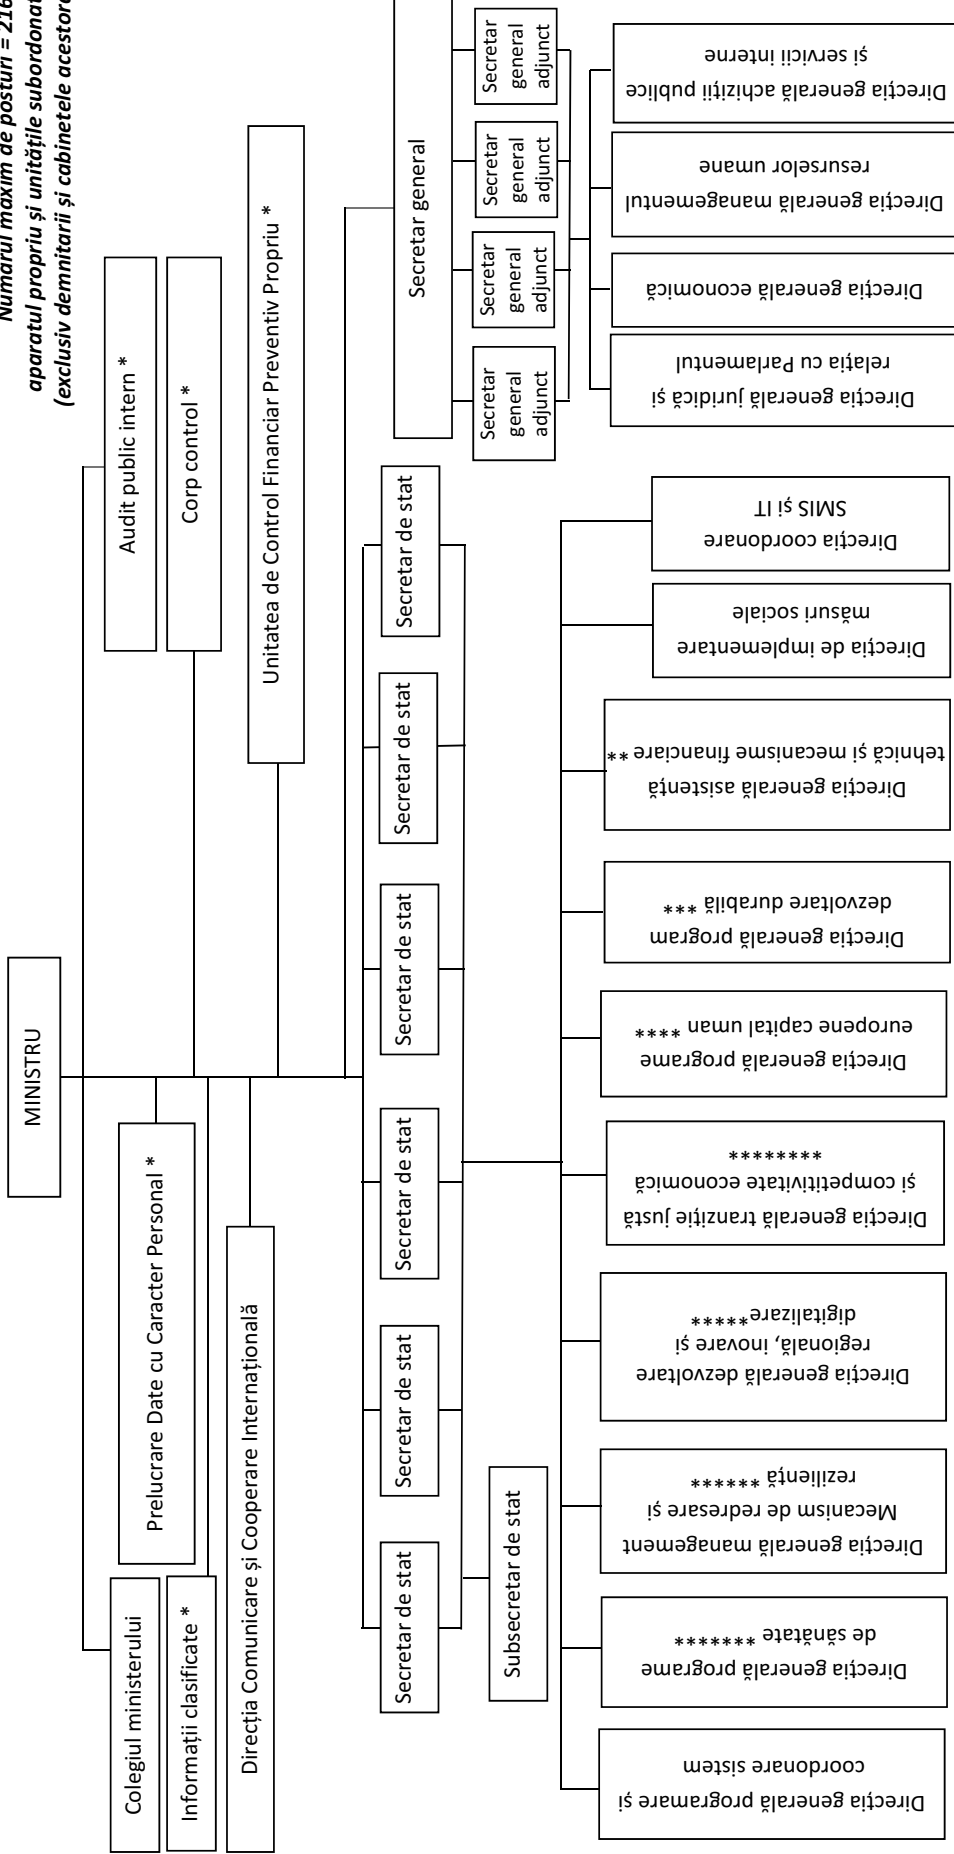 Numarul maxim de posturi = 216
aparatul propriu și unitățile subordonat
(exclusiv demnitarii și cabinetele acestor
MINISTRU
Colegiul ministerului
Informații clasificate *
Prelucrare Date cu Caracter Personal *
Direcția Comunicare și Cooperare Internațională
Audit public intern *
Corp control *
Unitatea de Control Financiar Preventiv Propriu *
Secretar de stat
Secretar de stat
Secretar de stat
Secretar de stat
Secretar de stat
Secretar de stat
Subsecretar de stat
Secretar general
Secretar
general
adjunct
Secretar
general
adjunct
Secretar
general
adjunct
Secretar
general
adjunct
Direcția generală programare și
coordonare sistem
Direcția generală programe
de sănătate *******
Direcția generală management
Mecanism de redresare și
reziliență ******
Direcția generală dezvoltare
regională, inovare și
digitalizare*****
Direcția generală tranziție justă
și competititivitate economică
********
Direcția generală programe
europene capital uman ****
Direcția generală program
dezvoltare durabilă ***
Direcția generală asistență
tehnică și mecanisme financiare **
Direcția de implementare
măsuri sociale
Direcția coordonare
SMIS și IT
Direcția generală juridică și
relația cu Parlamentul
Direcția generală economică
Direcția generală managementul
resurselor umane
Direcția generală achiziții publice
și servicii interne